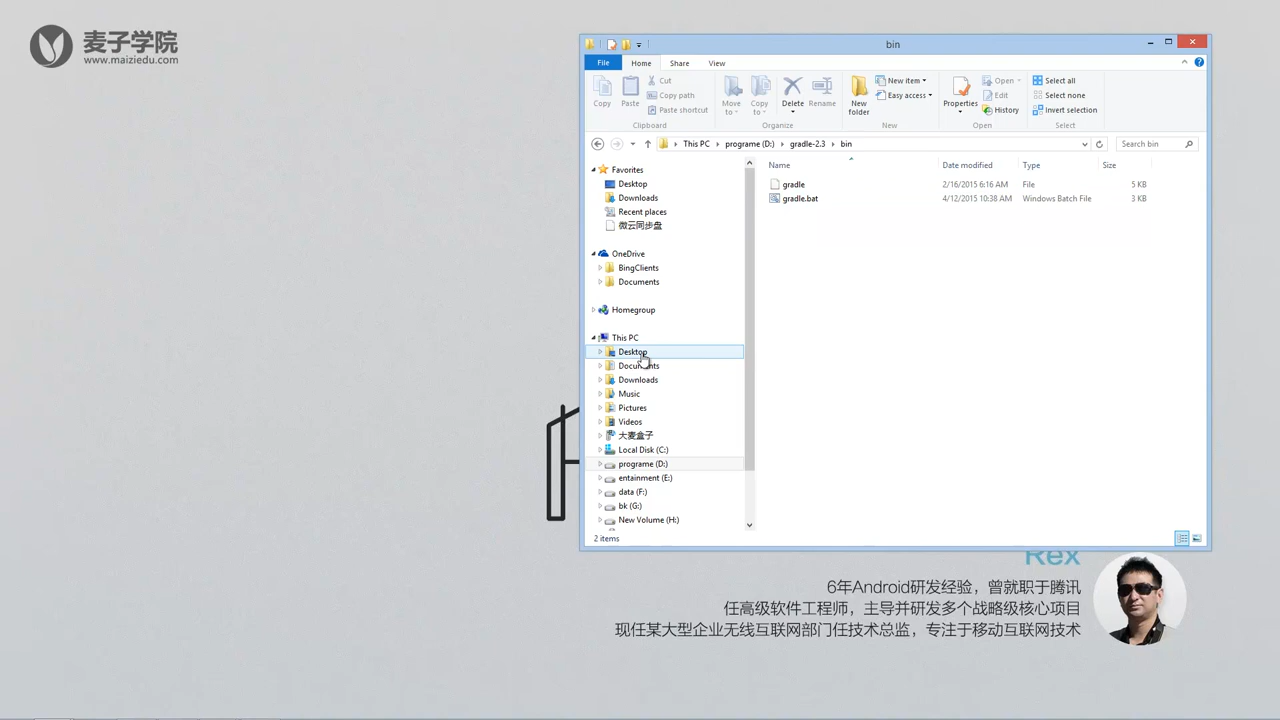 麦子学院
www.maiziedu.com
bin
File Home Share View
Copy
Paste
Cut
Copy path
Paste shortcut
Clipboard
Move to
Copy to
Delete
Rename
Organize
New folder
New item
Easy access
New
Properties
Open
Edit
History
Open
Select all
Select none
Invert selection
Select
This PC programe (D:) gradle-2.3 bin
Search bin
Favorites
Desktop
Downloads
Recent places
微云同步盘
OneDrive
BingClients
Documents
Homegroup
This PC
Desktop
Documents
Downloads
Music
Pictures
Videos
大麦盒子
Local Disk (C:)
programe (D:)
entainment (E:)
data (F:)
bk (G:)
New Volume (H:)
Name Date modified Type Size
gradle 2/16/2015 6:16 AM File 5 KB
gradle.bat 4/12/2015 10:38 AM Windows Batch File 3 KB
2 items
Rex
6年Android研发经验，曾就职于腾讯
任高级软件工程师，主导并研发多个战略级核心项目
现任某大型企业无线互联网部门任技术总监，专注于移动互联网技术